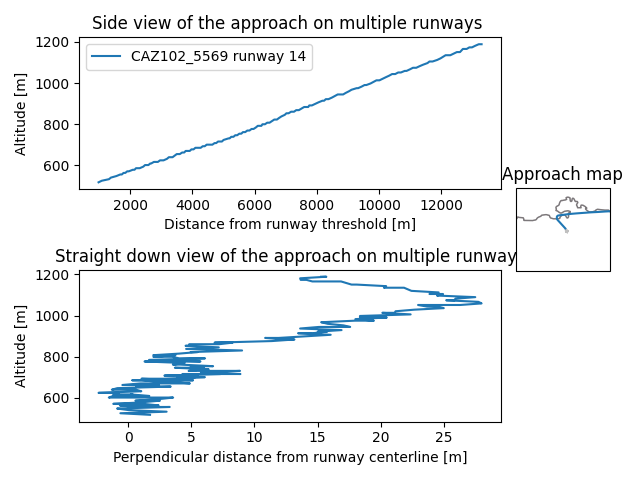 Side view of the approach on multiple runways
1200
1000
800
600
Altitude [m]
CAZ102_5569 runway 14
2000 4000 6000 8000 10000 12000
Distance from runway threshold [m]
Approach map
Straight down view of the approach on multiple runway
1200
1000
800
600
Altitude [m]
0 5 10 15 20 25
Perpendicular distance from runway centerline [m]